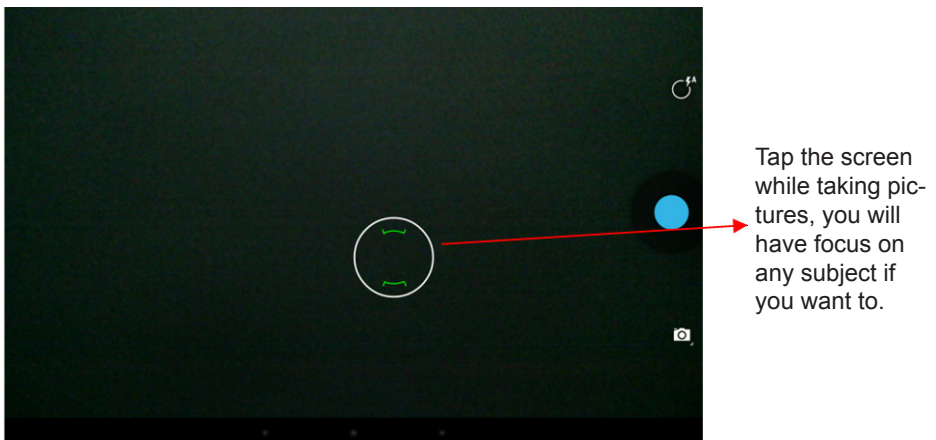 Tap the screen
while taking pic-
tures, you will
have focus on
any subject if
you want to.